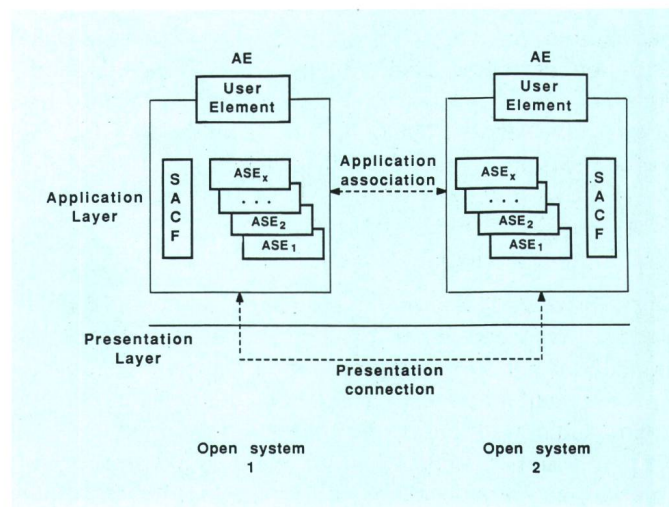 AE
AE
User
Element
User
Element
Application
Layer
S
A
C
F
ASEx
. . .
ASE2
ASE1
Application
association
ASEx
. . .
ASE2
ASE1
S
A
C
F
Presentation
Layer
Presentation
connection
Open system
1
Open system
2